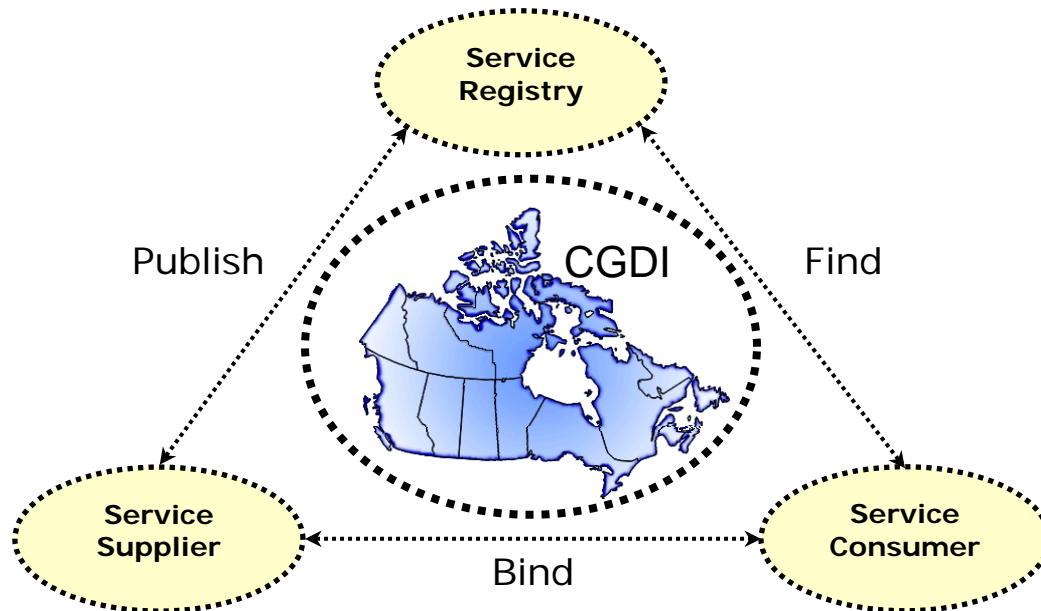 Service
Registry
Publish
CGDI
Find
Service
Supplier
Bind
Service
Consumer